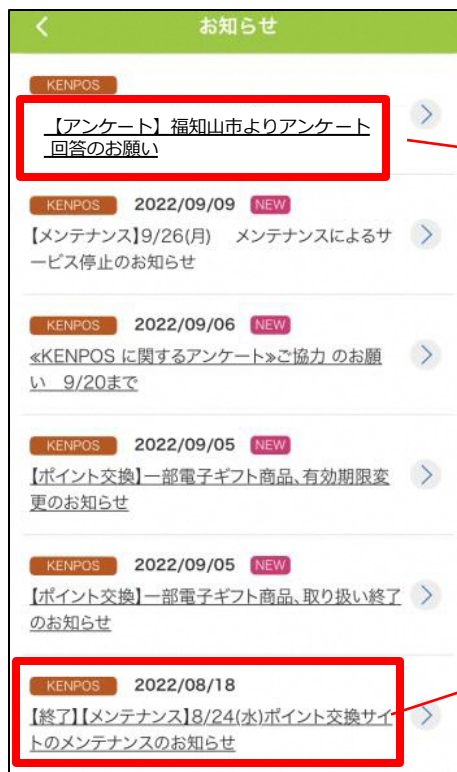 お知らせ
KENPOS
【アンケート】福知山市よりアンケート
回答のお願い
KENPOS 2022/09/09 NEW
【メンテナンス】9/26(月)　メンテナンスによるサ
ービス停止のお知らせ
KENPOS 2022/09/06 NEW
≪KENPOS に関するアンケート≫ご協力 のお願
い　9/20まで
KENPOS 2022/09/05 NEW
【ポイント交換】一部電子ギフト商品、有効期限変
更のお知らせ
KENPOS 2022/09/05 NEW
【ポイント交換】一部電子ギフト商品、取り扱い終了
のお知らせ
KENPOS 2022/08/18
【終了】【メンテナンス】8/24(水)ポイント交換サイ
トのメンテナンスのお知らせ